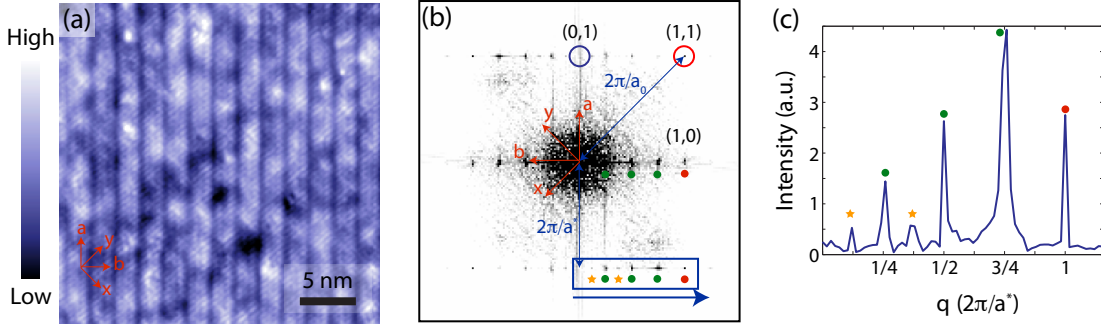 High
Low
(a)
a
y
b
x
5 nm
(b)
(0,1)
(1,1)
2π/a₀
a
y
b
x
(1,0)
2π/a
(c)
Intensity (a.u.)
4
3
2
1
0
1/4
1/2
3/4
1
q (2π/a*)